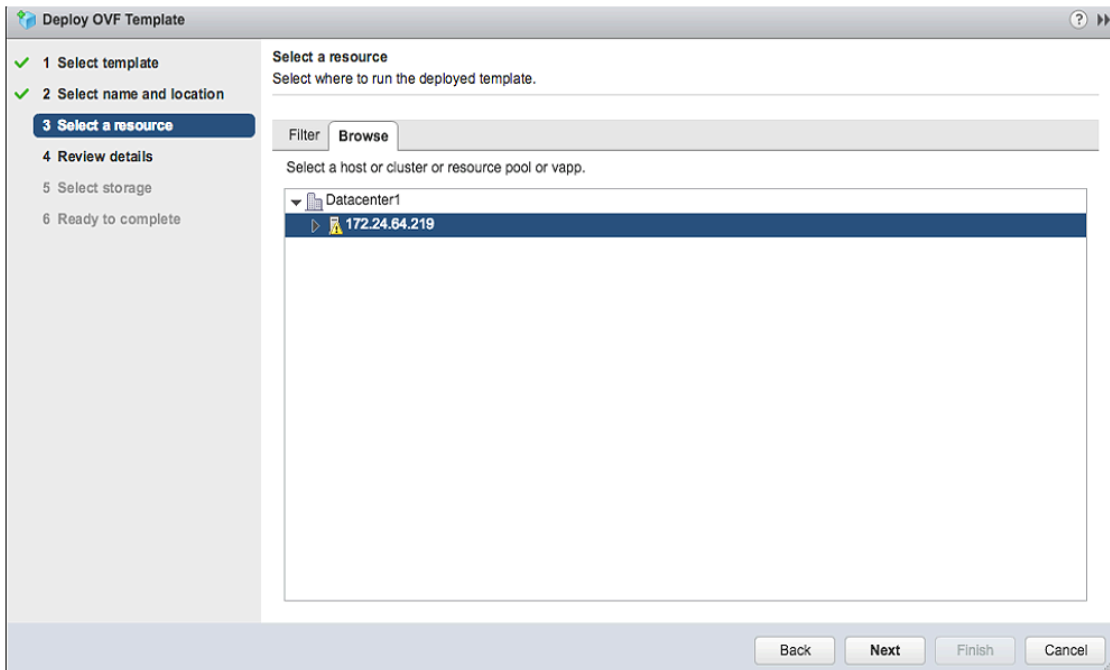 Deploy OVF Template
1 Select template
2 Select name and location
3 Select a resource
4 Review details
5 Select storage
6 Ready to complete
Select a resource
Select where to run the deployed template.
Filter Browse
Select a host or cluster or resource pool or vapp.
Datacenter1
172.24.64.219
Back Next Finish Cancel